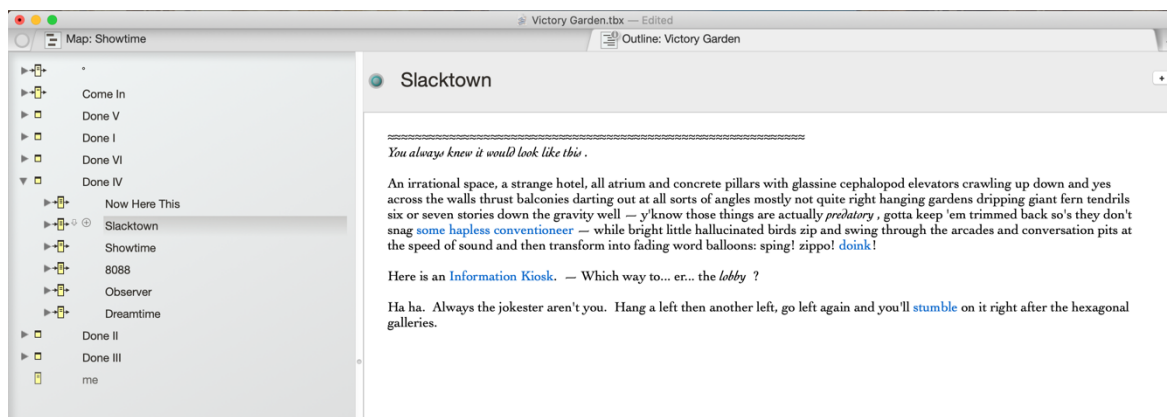 Victory Garden.tbx — Edited
Map: Showtime
Outline: Victory Garden
Come In
Done V
Done I
Done VI
Done IV
Now Here This
Slacktown
Showtime
8088
Observer
Dreamtime
Done II
Done III
me
Slacktown
≈≈≈≈≈≈≈≈≈≈≈≈≈≈≈≈≈≈≈≈≈≈≈≈≈≈≈≈≈≈≈≈≈≈≈≈≈≈≈≈≈≈≈≈≈≈≈≈≈≈≈≈≈≈≈≈≈≈≈≈
You always knew it would look like this .
An irrational space, a strange hotel, all atrium and concrete pillars with glassine cephalopod elevators crawling up down and yes
across the walls thrust balconies darting out at all sorts of angles mostly not quite right hanging gardens dripping giant fern tendrils
six or seven stories down the gravity well — y'know those things are actually predatory , gotta keep 'em trimmed back so's they don't
snag some hapless conventioneer — while bright little hallucinated birds zip and swing through the arcades and conversation pits at
the speed of sound and then transform into fading word balloons: sping! zippo! doink!
Here is an Information Kiosk. — Which way to... er... the lobby ?
Ha ha. Always the jokester aren't you. Hang a left then another left, go left again and you'll stumble on it right after the hexagonal
galleries.